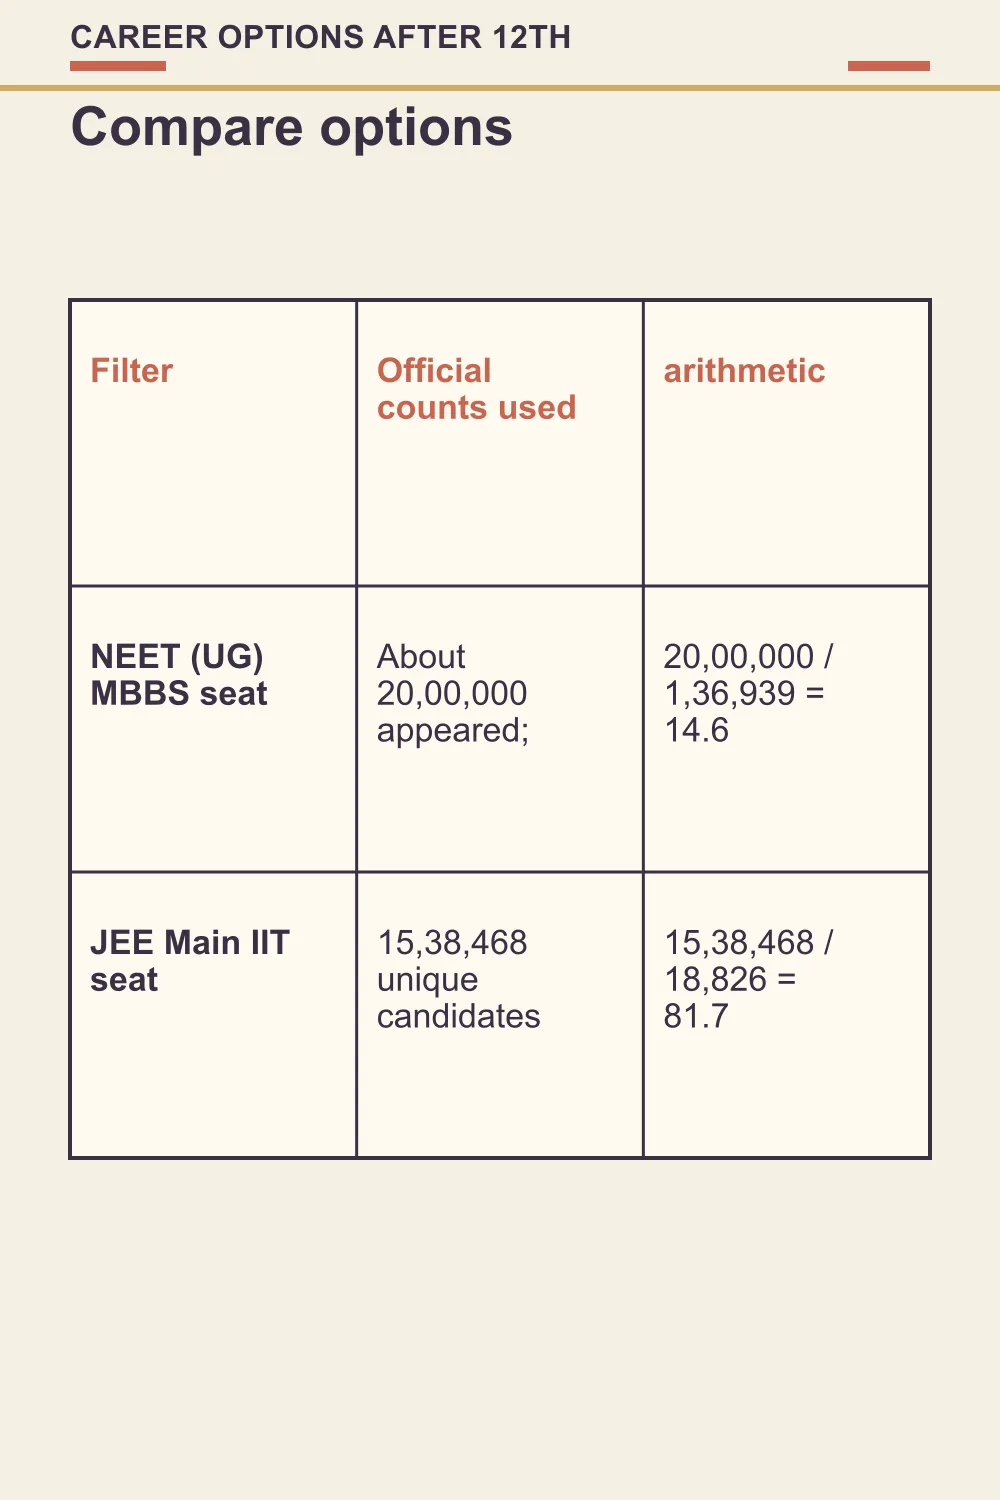 CAREER OPTIONS AFTER 12TH
Compare options
Filter
Official
counts used
arithmetic
NEET (UG)
MBBS seat
About
20,00,000
appeared;
20,00,000 /
1,36,939 =
14.6
JEE Main IIT
seat
15,38,468
unique
candidates
15,38,468 /
18,826 =
81.7